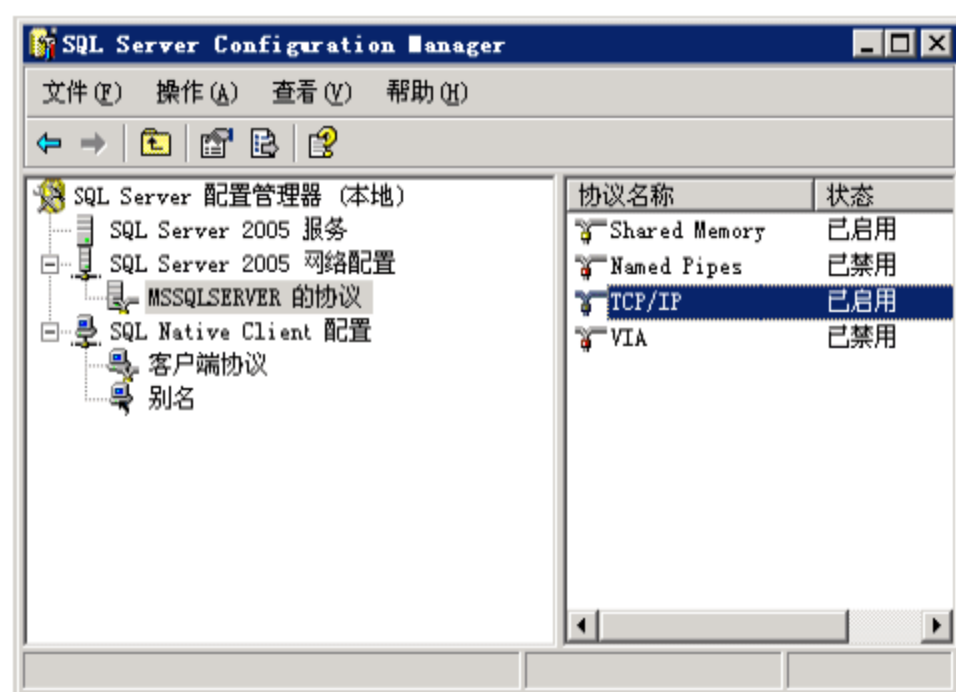 SQL Server Configuration Manager
文件(F) 操作(A) 查看(V) 帮助(H)
SQL Server 配置管理器 (本地)
SQL Server 2005 服务
SQL Server 2005 网络配置
MSSQLSERVER 的协议
SQL Native Client 配置
客户端协议
别名
协议名称 状态
Shared Memory 已启用
Named Pipes 已禁用
TCP/IP 已启用
VIA 已禁用